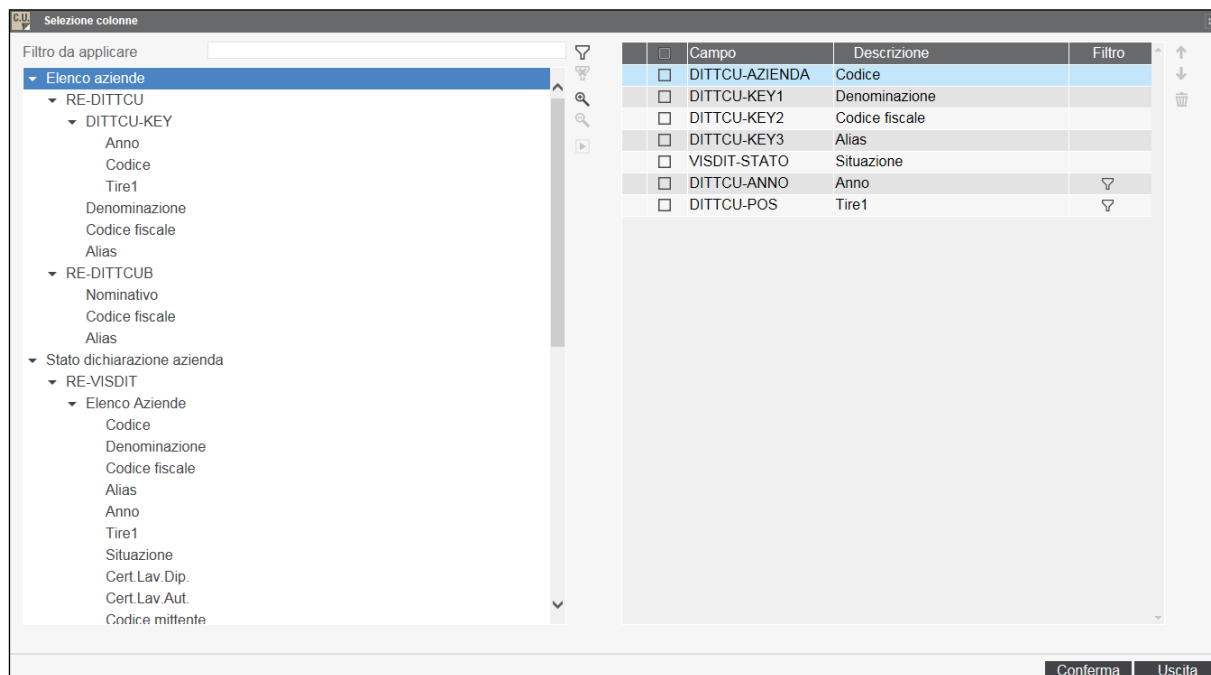 C.U.
Selezione colonne
Filtro da applicare
Elenco aziende
RE-DITTCU
DITTCU-KEY
Anno
Codice
Tire1
Denominazione
Codice fiscale
Alias
RE-DITTCUB
Nominativo
Codice fiscale
Alias
Stato dichiarazione azienda
RE-VISDIT
Elenco Aziende
Codice
Denominazione
Codice fiscale
Alias
Anno
Tire1
Situazione
Cert.Lav.Dip.
Cert.Lav.Aut.
Codice mittente
Campo Descrizione Filtro
DITTCU-AZIENDA Codice
DITTCU-KEY1 Denominazione
DITTCU-KEY2 Codice fiscale
DITTCU-KEY3 Alias
VISDIT-STATO Situazione
DITTCU-ANNO Anno
DITTCU-POS Tire1
Conferma Uscita